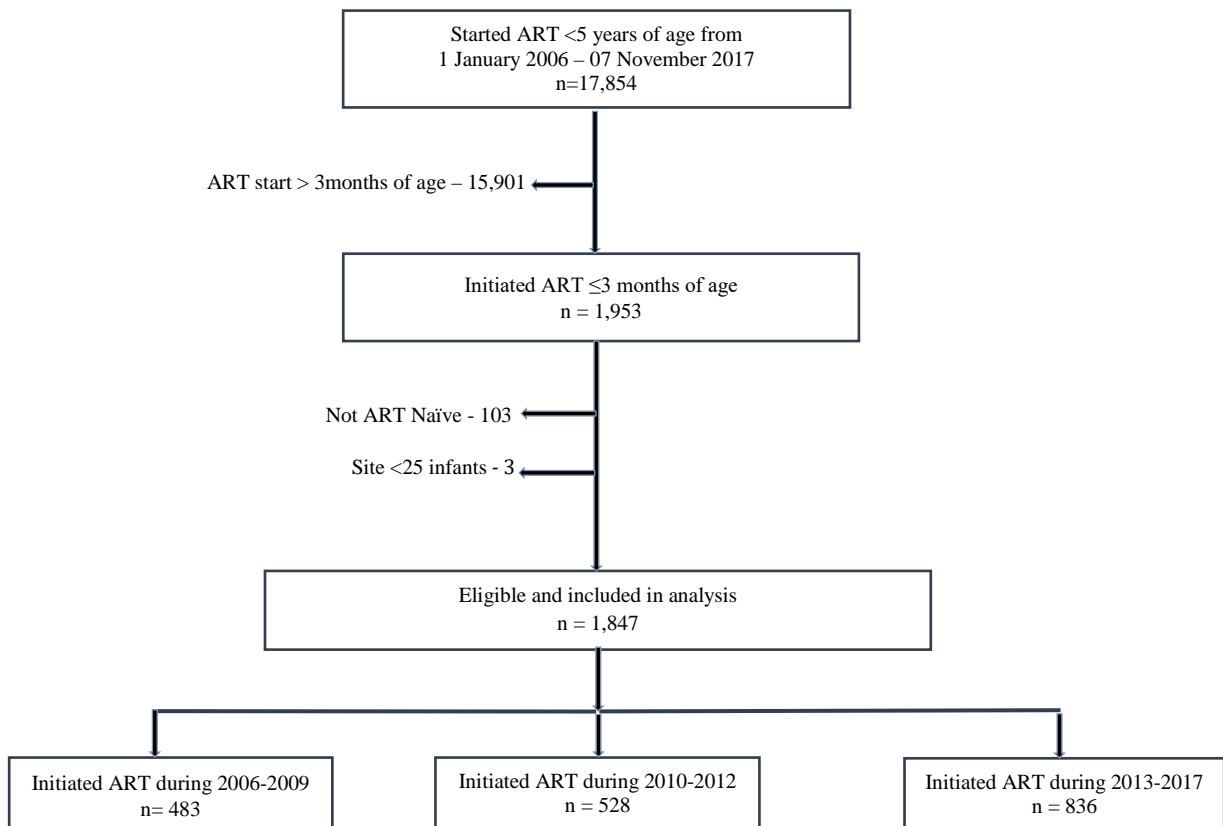 Started ART <5 years of age from
1 January 2006 – 07 November 2017
n=17,854
ART start > 3months of age – 15,901
Initiated ART ≤3 months of age
n = 1,953
Not ART Naïve - 103
Site <25 infants - 3
Eligible and included in analysis
n = 1,847
Initiated ART during 2006-2009
n= 483
Initiated ART during 2010-2012
n = 528
Initiated ART during 2013-2017
n = 836